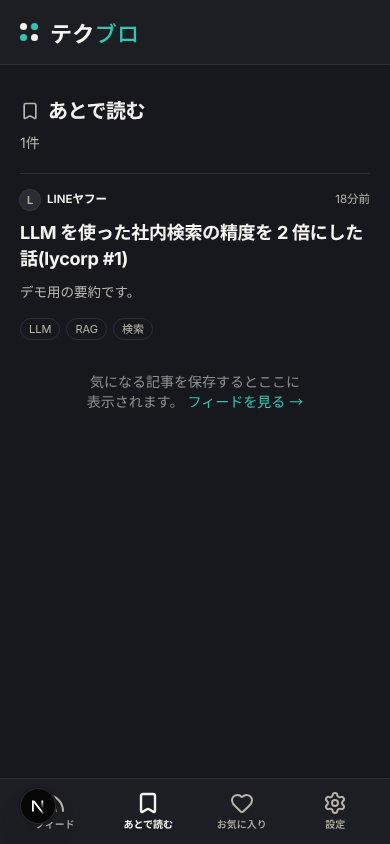 テクブロ
あとで読む
1件
L LINEヤフー 18分前
LLM を使った社内検索の精度を 2 倍にした
話(lycorp #1)
デモ用の要約です。
LLM RAG 検索
気になる記事を保存するとここに
表示されます。 フィードを見る →
N
フィード あとで読む お気に入り 設定